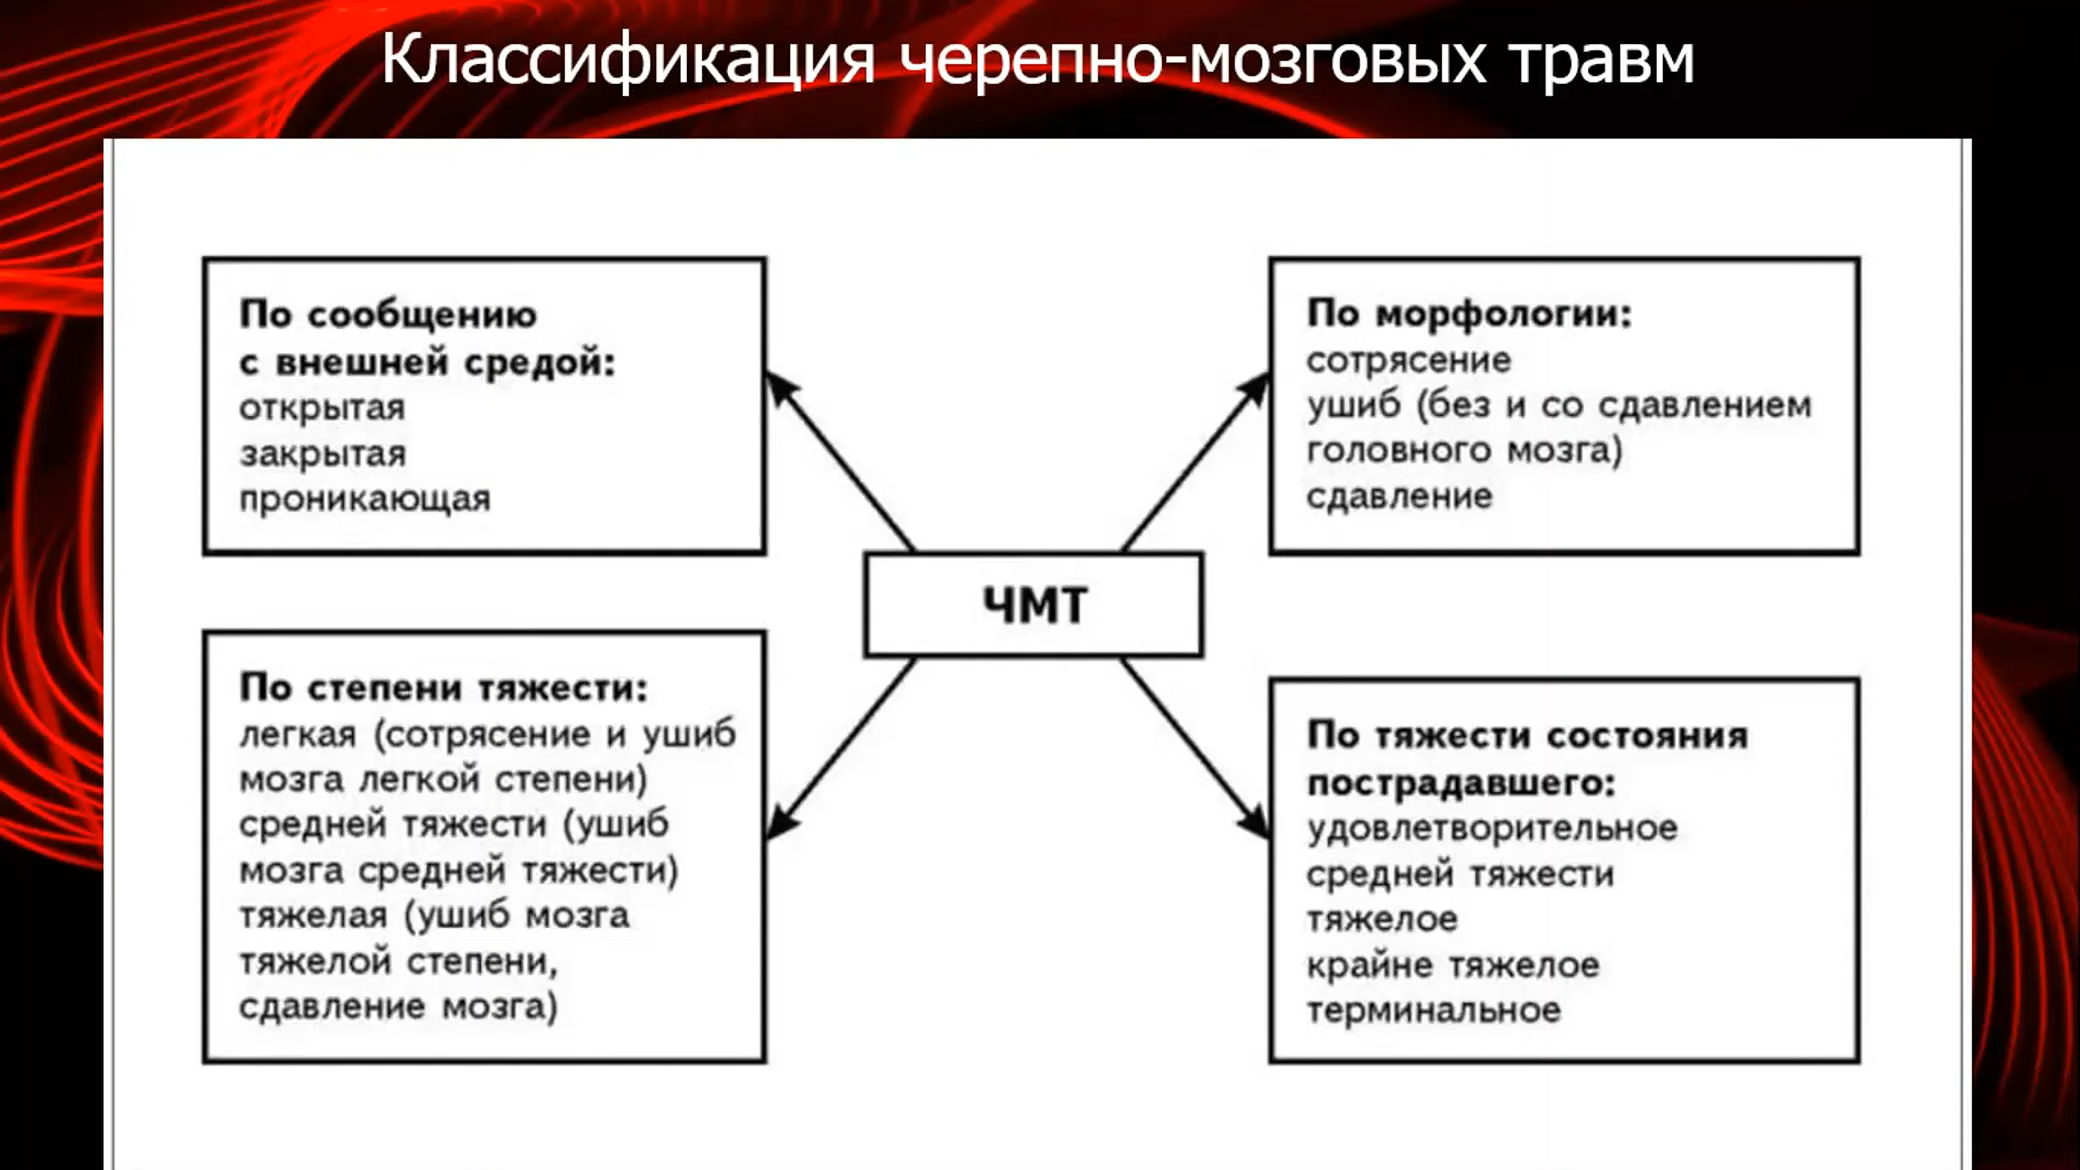 Классификация черепно-мозговых травм
По сообщению
с внешней средой:
открытая
закрытая
проникающая
По морфологии:
сотрясение
ушиб (без и со сдавлением
головного мозга)
сдавление
ЧМТ
По степени тяжести:
легкая (сотрясение и ушиб
мозга легкой степени)
средней тяжести (ушиб
мозга средней тяжести)
тяжелая (ушиб мозга
тяжелой степени,
сдавление мозга)
По тяжести состояния
пострадавшего:
удовлетворительное
средней тяжести
тяжелое
крайне тяжелое
терминальное